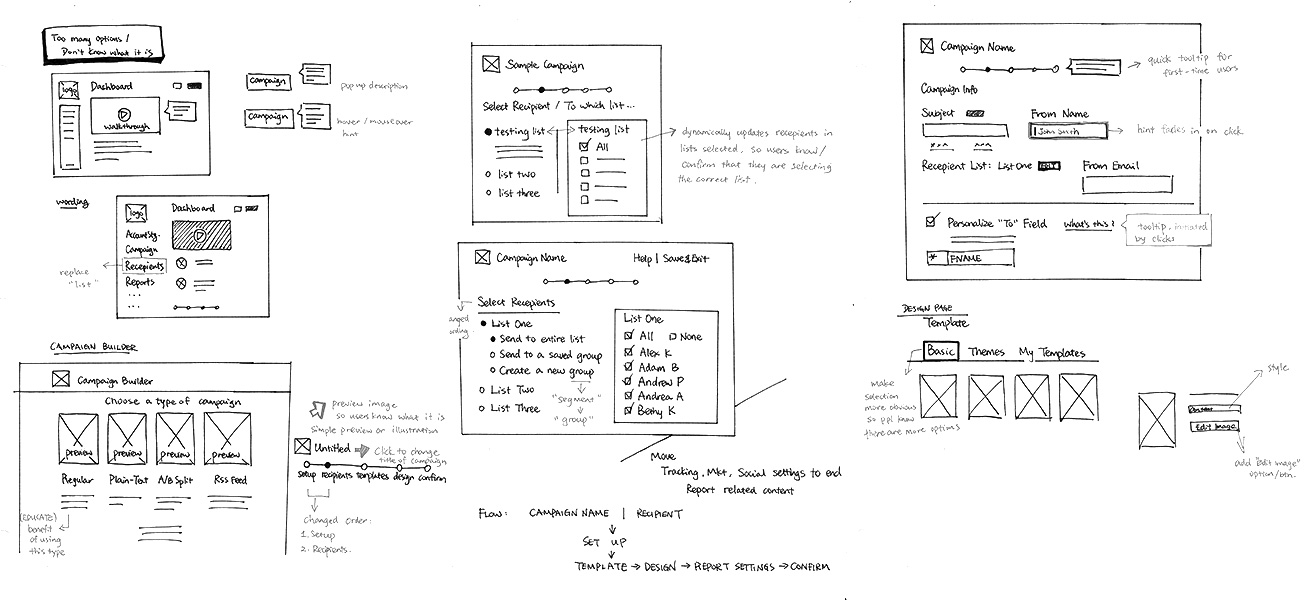 Too many options /
Don't know what it is
logo
Dashboard
walkthrough
campaign
pop up description
campaign
hover / mouseover
hint
wording
logo
Dashboard
Campaign
Recepients
Reports
...
...
replace
"list"
CAMPAIGN BUILDER
Campaign Builder
Choose a type of campaign
preview
preview
preview
preview
Regular
Plain-Text
A/B Split
Rss Feed
(EDUCATE)
benefit
of using
this type
preview image
so users know what it is
simple preview or illustration
Untitled
Click to change
title of campaign
setup recipients templates design confirm
Changed order:
1. Setup
2. Recipients.
Sample Campaign
Select Recipient / To which list...
testing list
list two
list three
testing list
All
dynamically updates recepients in
lists selected, so users know /
confirm that they are selecting
the correct list.
Campaign Name
Help | Save & Exit
Select Recepients
List One
Send to entire list
Send to a saved group
Create a new group
List Two
List Three
"segment"
"group"
List One
All
None
Alex K
Adam B
Andrew P
Andrea A
Bethy K
Move
Tracking, Mkt, Social settings to end
Report related content
Flow:
CAMPAIGN NAME | RECIPIENT
SET UP
TEMPLATE → DESIGN → REPORT SETTINGS → CONFIRM
Campaign Name
quick tooltip for
first-time users
Campaign Info
Subject
From Name
John Smith
hint fades in on click
Recepient List: List One EDIT
From Email
Personalize "To" Field
what's this?
tooltip, initiated
by clicks
* FNAME
DESIGN PAGE
Template
Basic
Themes
My Templates
make
selection
more obvious
so ppl know
there are more options
style
Edit Image
add "Edit image"
option/btn.